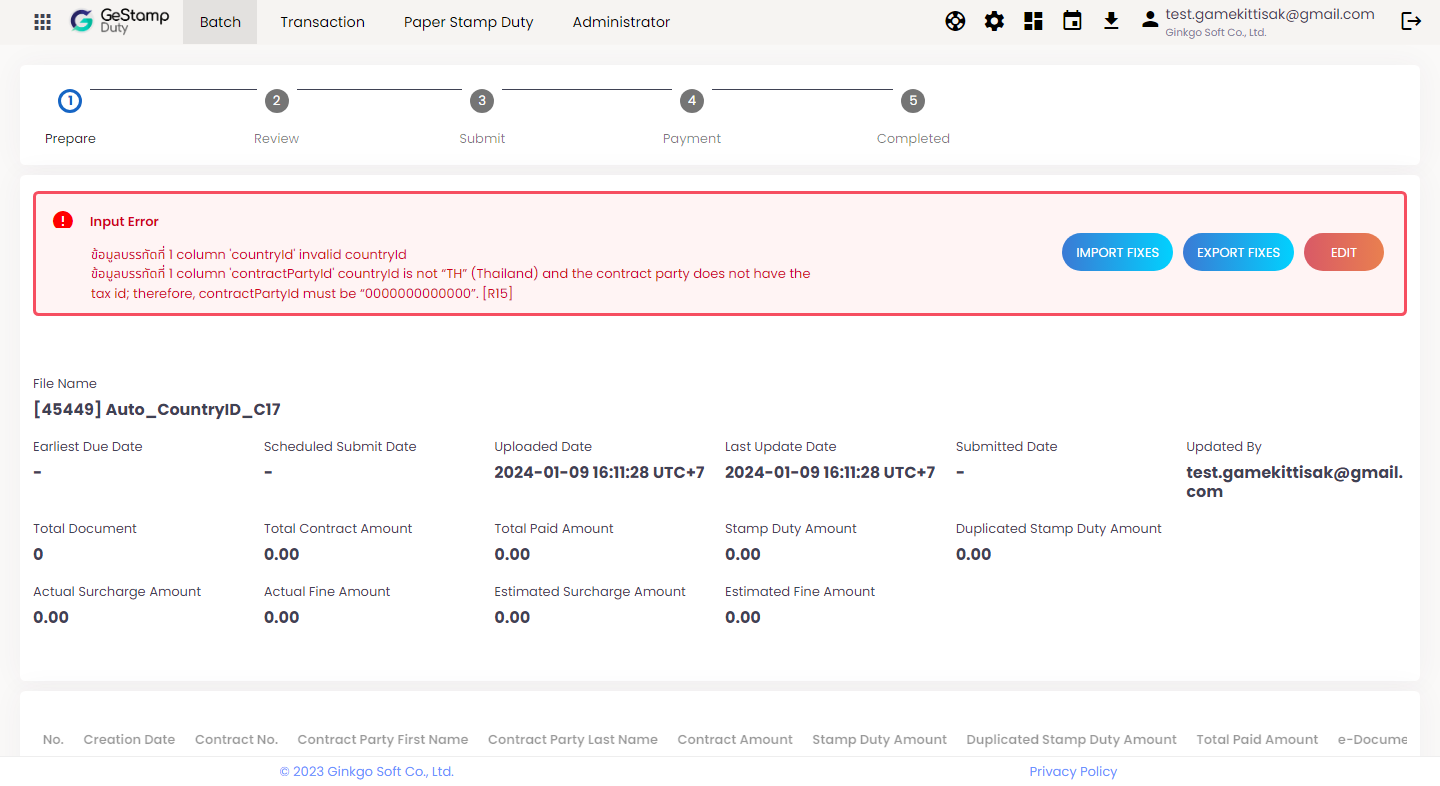 GeStamp
Duty
Batch
Transaction
Paper Stamp Duty
Administrator
test.gamekittisak@gmail.com
Ginkgo Soft Co., Ltd.
1
2
3
4
5
Prepare
Review
Submit
Payment
Completed
Input Error
ข้อมูลบรรทัดที่ 1 column 'countryId' invalid countryId
ข้อมูลบรรทัดที่ 1 column 'contractPartyId' countryId is not “TH” (Thailand) and the contract party does not have the
tax id; therefore, contractPartyId must be “0000000000000”. [R15]
IMPORT FIXES
EXPORT FIXES
EDIT
File Name
[45449] Auto_CountryID_C17
Earliest Due Date
Scheduled Submit Date
Uploaded Date
Last Update Date
Submitted Date
Updated By
-
-
2024-01-09 16:11:28 UTC+7
2024-01-09 16:11:28 UTC+7
-
test.gamekittisak@gmail.
com
Total Document
Total Contract Amount
Total Paid Amount
Stamp Duty Amount
Duplicated Stamp Duty Amount
0
0.00
0.00
0.00
0.00
Actual Surcharge Amount
Actual Fine Amount
Estimated Surcharge Amount
Estimated Fine Amount
0.00
0.00
0.00
0.00
No.
Creation Date
Contract No.
Contract Party First Name
Contract Party Last Name
Contract Amount
Stamp Duty Amount
Duplicated Stamp Duty Amount
Total Paid Amount
e-Docume
© 2023 Ginkgo Soft Co., Ltd.
Privacy Policy